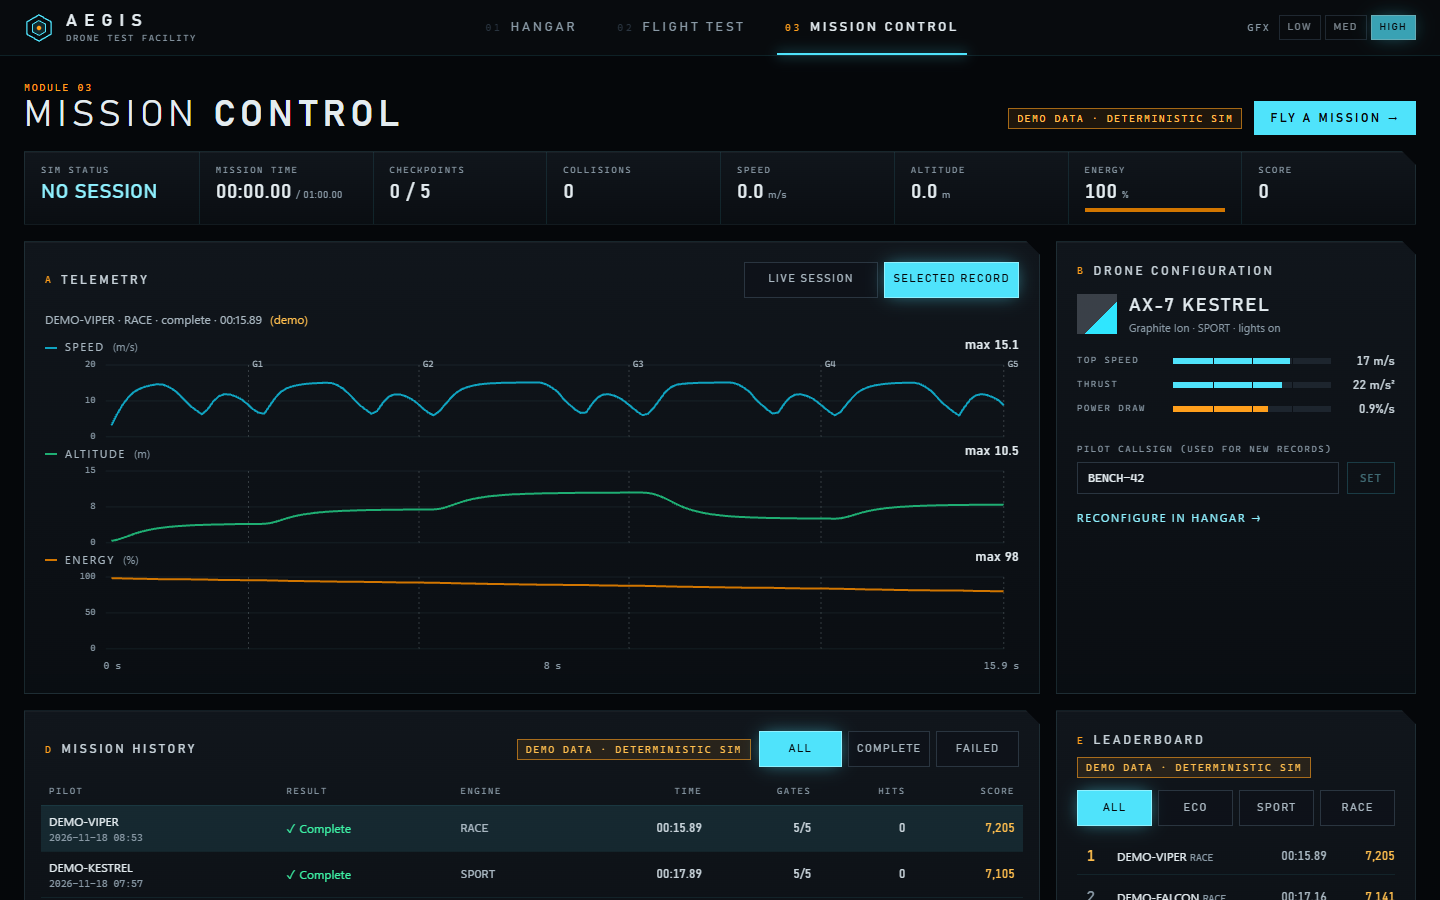 AEGIS
DRONE TEST FACILITY
01 HANGAR
02 FLIGHT TEST
03 MISSION CONTROL
GFX LOW MED HIGH
MODULE 03
MISSION CONTROL
DEMO DATA · DETERMINISTIC SIM
FLY A MISSION →
SIM STATUS
NO SESSION
MISSION TIME
00:00.00 / 01:00.00
CHECKPOINTS
0 / 5
COLLISIONS
0
SPEED
0.0 m/s
ALTITUDE
0.0 m
ENERGY
100 %
SCORE
0
A TELEMETRY
LIVE SESSION
SELECTED RECORD
DEMO-VIPER · RACE · complete · 00:15.89 (demo)
SPEED (m/s)
max 15.1
20
10
0
G1 G2 G3 G4 G5
ALTITUDE (m)
max 10.5
15
8
0
ENERGY (%)
max 98
100
50
0
0 s 8 s 15.9 s
B DRONE CONFIGURATION
AX-7 KESTREL
Graphite Ion · SPORT · lights on
TOP SPEED 17 m/s
THRUST 22 m/s²
POWER DRAW 0.9%/s
PILOT CALLSIGN (USED FOR NEW RECORDS)
BENCH-42
SET
RECONFIGURE IN HANGAR →
D MISSION HISTORY
DEMO DATA · DETERMINISTIC SIM
ALL COMPLETE FAILED
PILOT RESULT ENGINE TIME GATES HITS SCORE
DEMO-VIPER
2026-11-18 08:53
✓ Complete RACE 00:15.89 5/5 0 7,205
DEMO-KESTREL
2026-11-18 07:57
✓ Complete SPORT 00:17.89 5/5 0 7,105
E LEADERBOARD
DEMO DATA · DETERMINISTIC SIM
ALL ECO SPORT RACE
1 DEMO-VIPER RACE 00:15.89 7,205
2 DEMO-FALCON RACE 00:17.16 7,141